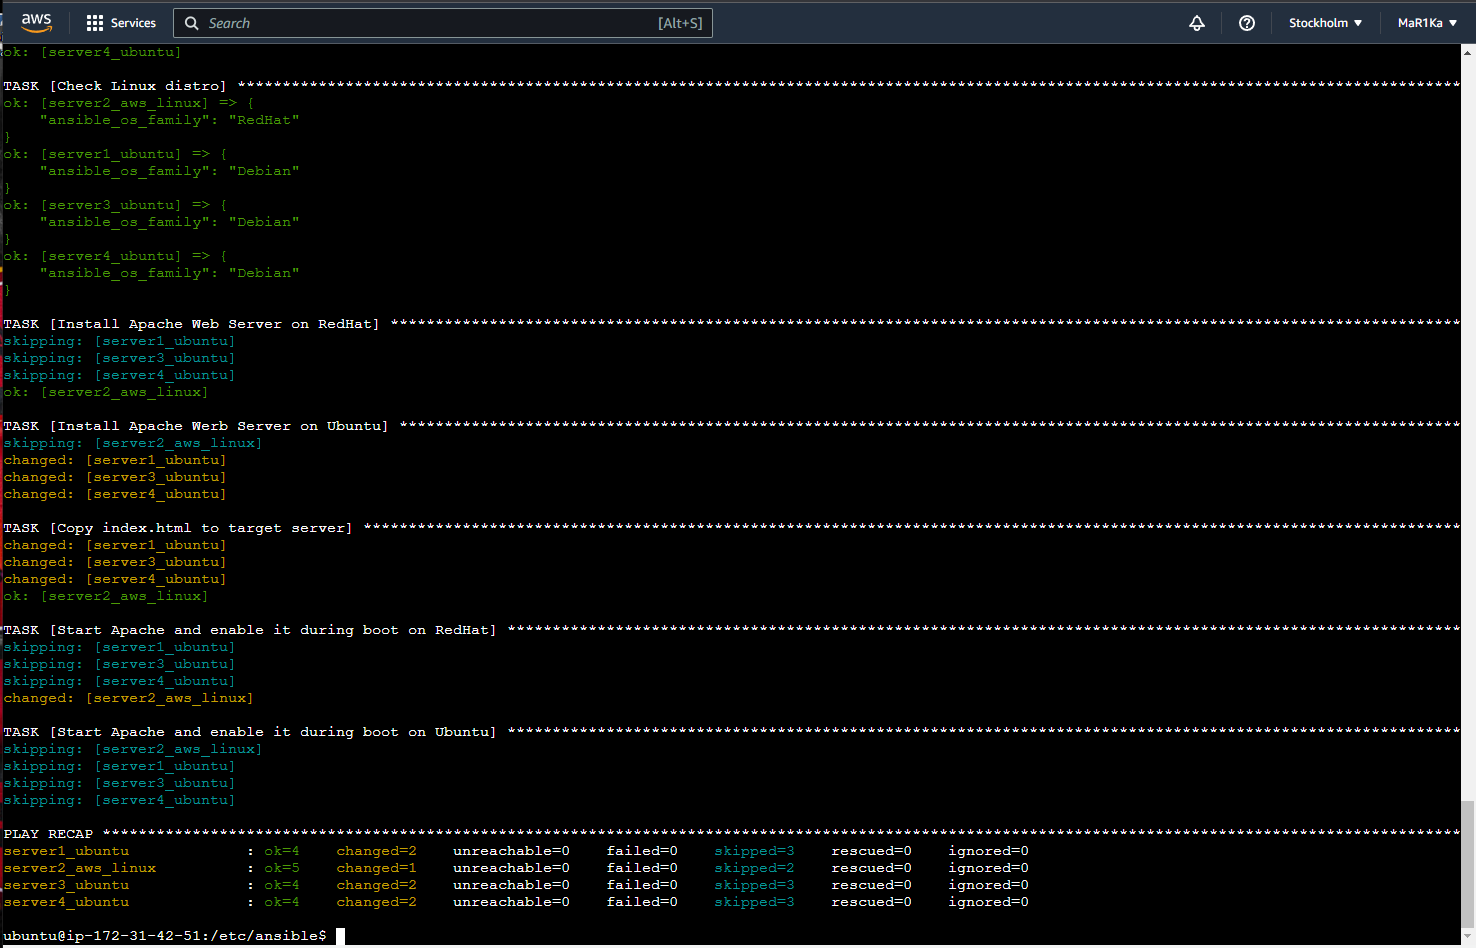 aws Services Search [Alt+S] Stockholm MaR1Ka
ok: [server4_ubuntu]
TASK [Check Linux distro] ****************************************************************************************************************************************
ok: [server2_aws_linux] => {
    "ansible_os_family": "RedHat"
}
ok: [server1_ubuntu] => {
    "ansible_os_family": "Debian"
}
ok: [server3_ubuntu] => {
    "ansible_os_family": "Debian"
}
ok: [server4_ubuntu] => {
    "ansible_os_family": "Debian"
}
TASK [Install Apache Web Server on RedHat] ***********************************************************************************************************************
skipping: [server1_ubuntu]
skipping: [server3_ubuntu]
skipping: [server4_ubuntu]
ok: [server2_aws_linux]
TASK [Install Apache Werb Server on Ubuntu] **********************************************************************************************************************
skipping: [server2_aws_linux]
changed: [server1_ubuntu]
changed: [server3_ubuntu]
changed: [server4_ubuntu]
TASK [Copy index.html to target server] **************************************************************************************************************************
changed: [server1_ubuntu]
changed: [server3_ubuntu]
changed: [server4_ubuntu]
ok: [server2_aws_linux]
TASK [Start Apache and enable it during boot on RedHat] **********************************************************************************************************
skipping: [server1_ubuntu]
skipping: [server3_ubuntu]
skipping: [server4_ubuntu]
changed: [server2_aws_linux]
TASK [Start Apache and enable it during boot on Ubuntu] **********************************************************************************************************
skipping: [server2_aws_linux]
skipping: [server1_ubuntu]
skipping: [server3_ubuntu]
skipping: [server4_ubuntu]
PLAY RECAP *******************************************************************************************************************************************************
server1_ubuntu             : ok=4    changed=2    unreachable=0    failed=0    skipped=3    rescued=0    ignored=0
server2_aws_linux          : ok=5    changed=1    unreachable=0    failed=0    skipped=2    rescued=0    ignored=0
server3_ubuntu             : ok=4    changed=2    unreachable=0    failed=0    skipped=3    rescued=0    ignored=0
server4_ubuntu             : ok=4    changed=2    unreachable=0    failed=0    skipped=3    rescued=0    ignored=0
ubuntu@ip-172-31-42-51:/etc/ansible$